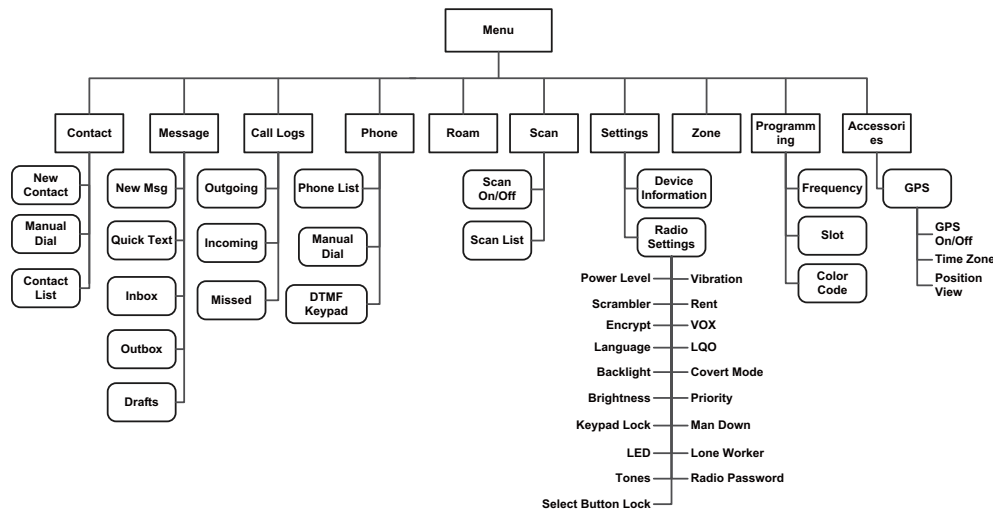 Menu
Contact
Message
Call Logs
Phone
Roam
Scan
Settings
Zone
Programm
ing
Accessori
es
New
Contact
Manual
Dial
Contact
List
New Msg
Quick Text
Inbox
Outbox
Drafts
Outgoing
Incoming
Missed
Phone List
Manual
Dial
DTMF
Keypad
Scan
On/Off
Scan List
Device
Information
Radio
Settings
Power Level
Scrambler
Encrypt
Language
Backlight
Brightness
Keypad Lock
LED
Tones
Select Button Lock
Vibration
Rent
VOX
LQO
Covert Mode
Priority
Man Down
Lone Worker
Radio Password
Frequency
Slot
Color
Code
GPS
GPS
On/Off
Time Zone
Position
View